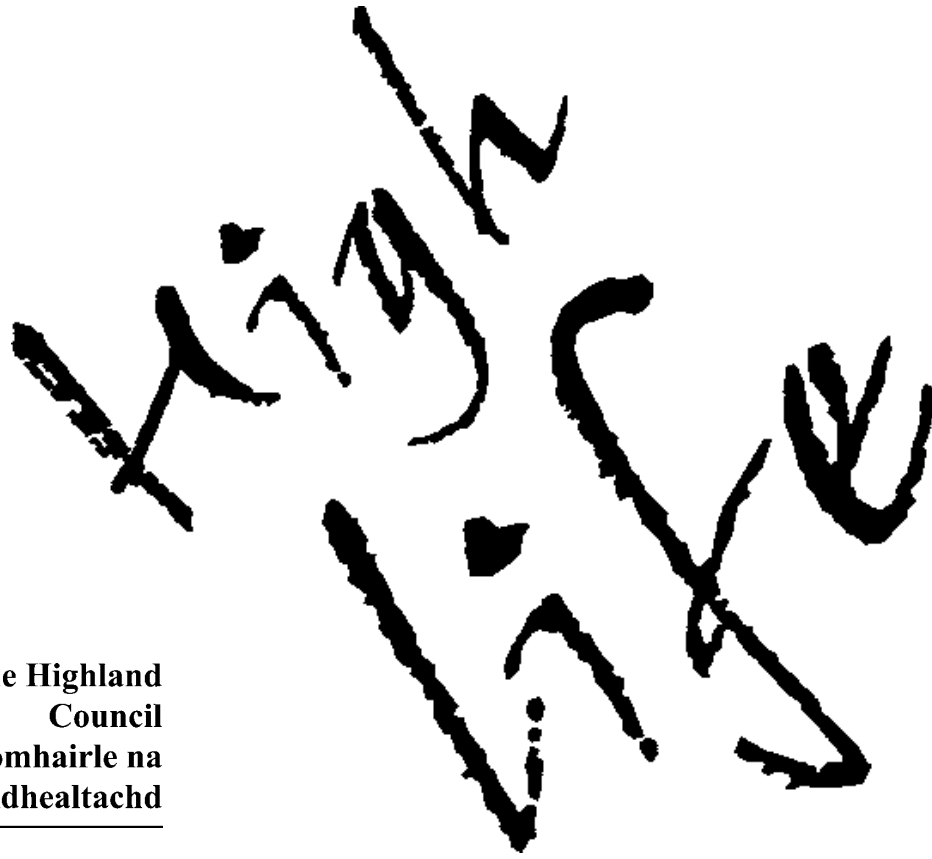 High
Life
e Highland
Council
omhairle na
dhealtachd